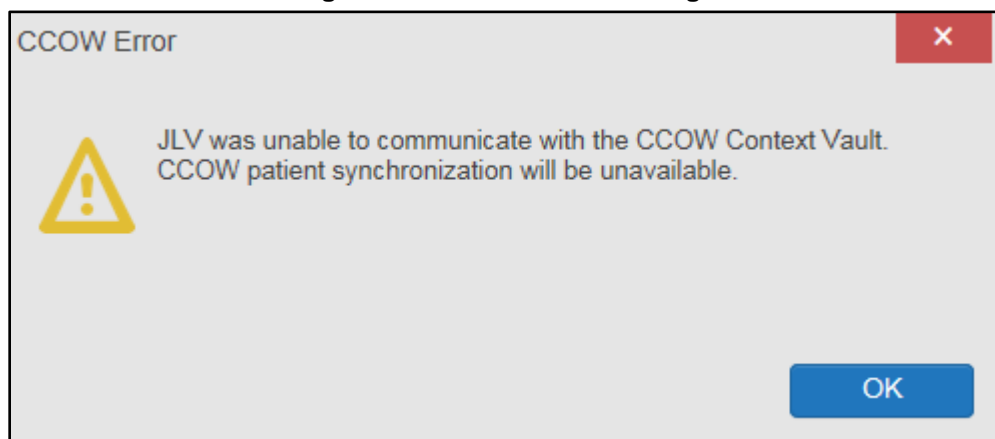 CCOW Error
JLV was unable to communicate with the CCOW Context Vault.
CCOW patient synchronization will be unavailable.
OK